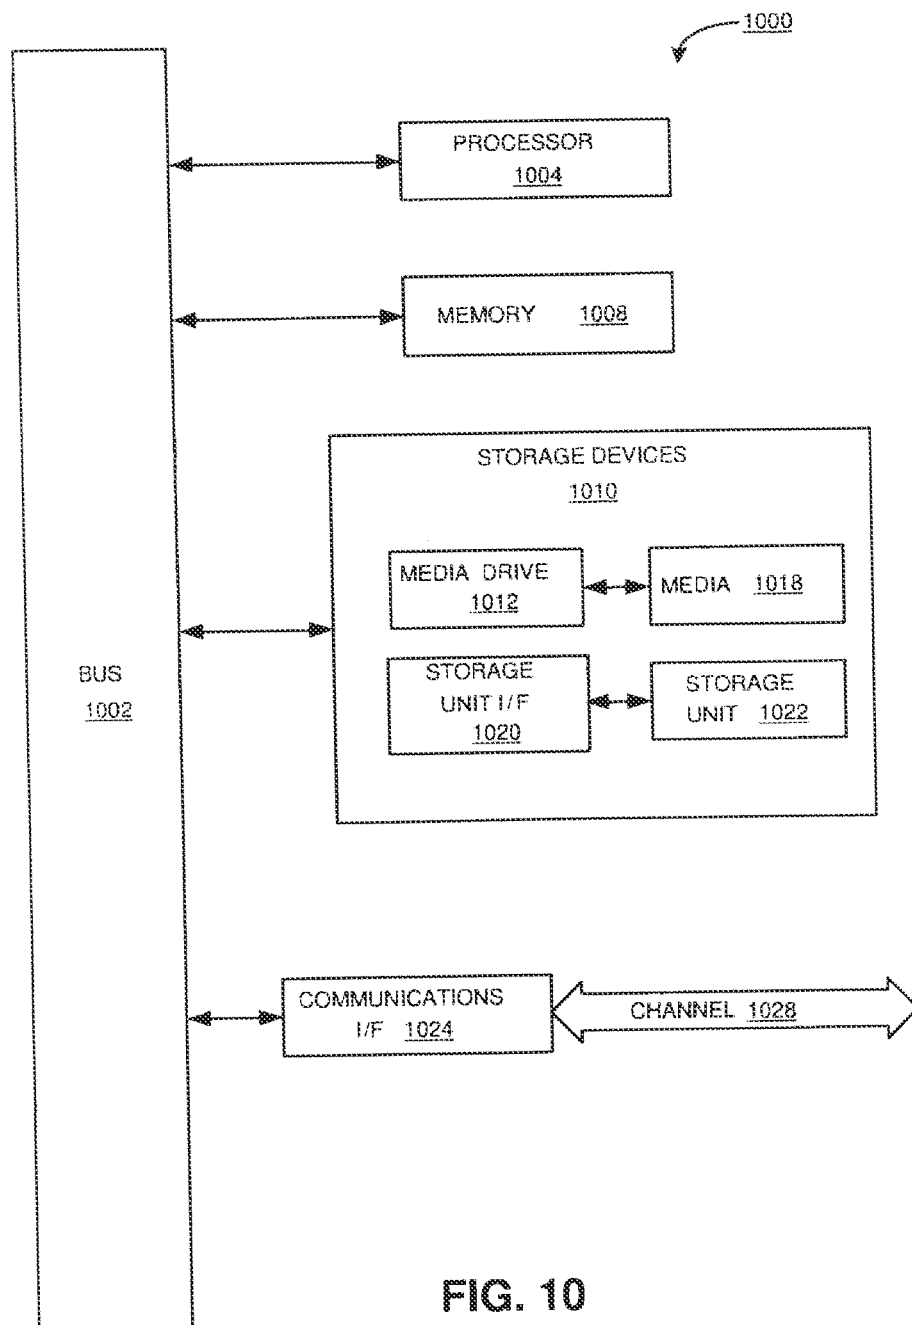 1000
PROCESSOR
1004
MEMORY 1008
STORAGE DEVICES
1010
MEDIA DRIVE
1012
MEDIA 1018
STORAGE
UNIT I/F
1020
STORAGE
UNIT 1022
BUS
1002
COMMUNICATIONS
I/F 1024
CHANNEL 1028
FIG. 10